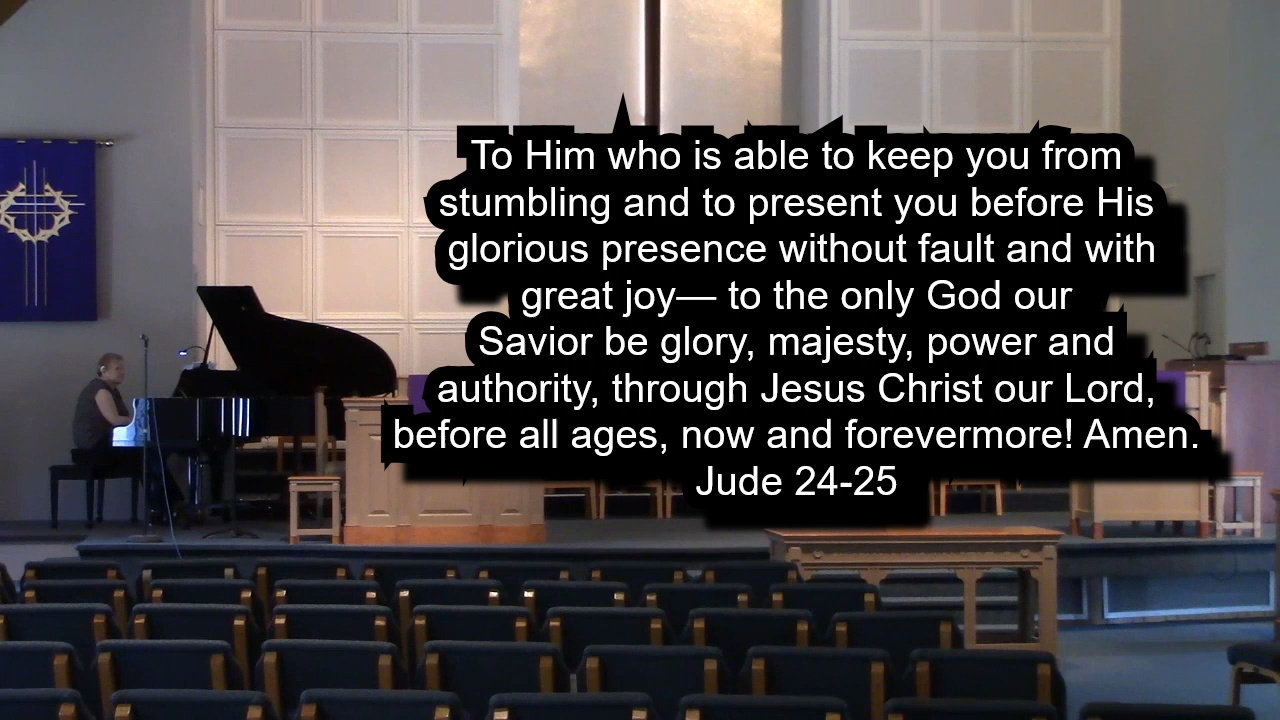 To Him who is able to keep you from
stumbling and to present you before His
glorious presence without fault and with
great joy— to the only God our
Savior be glory, majesty, power and
authority, through Jesus Christ our Lord,
before all ages, now and forevermore! Amen.
Jude 24-25